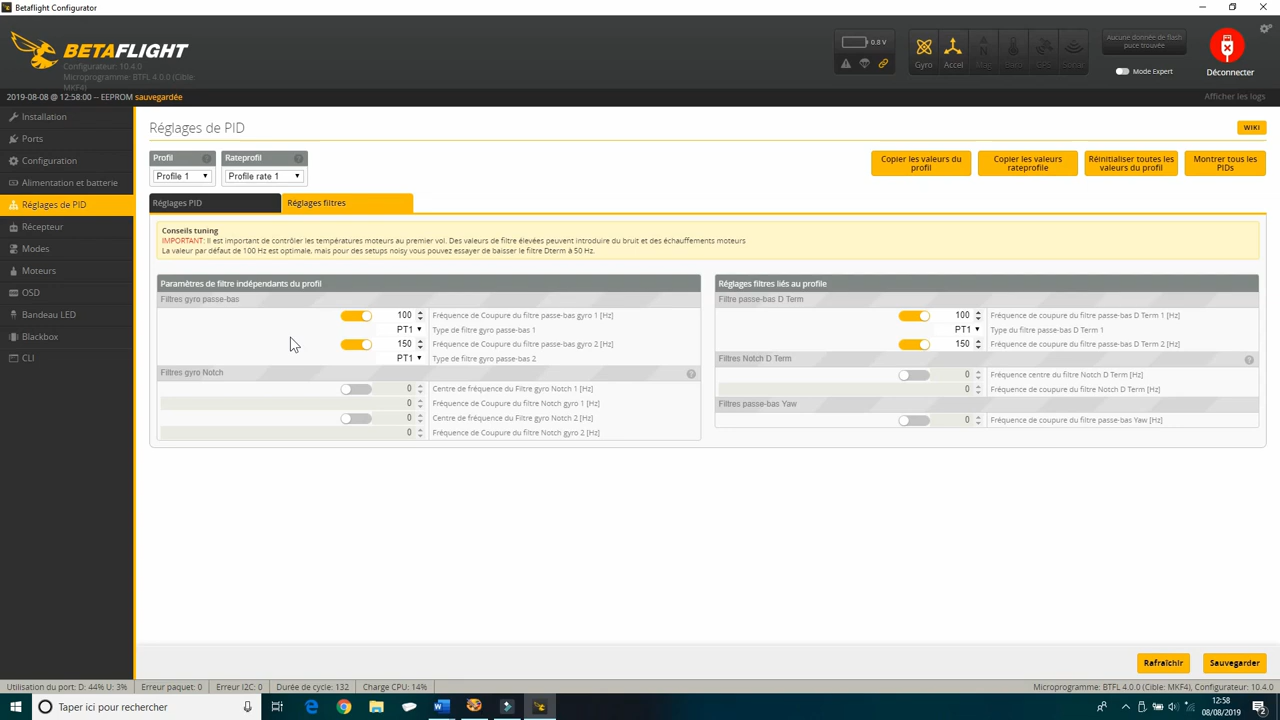 Betaflight Configurator
BETAFLIGHT
Configurateur: 10.4.0
Microprogramme: BTFL 4.0.0 (Cible:
MKF4)
0.8 V
Gyro
Accel
Mag
Baro
GPS
Sonar
Aucune donnée de flash
puce trouvée
Mode Expert
Déconnecter
2019-08-08 @ 12:58:00 -- EEPROM sauvegardée
Afficher les logs
Installation
Ports
Configuration
Alimentation et batterie
Réglages de PID
Récepteur
Modes
Moteurs
OSD
Bandeau LED
Blackbox
CLI
Réglages de PID
WIKI
Profil
Rateprofil
Profile 1
Profile rate 1
Copier les valeurs du
profil
Copier les valeurs
rateprofile
Réinitialiser toutes les
valeurs du profil
Montrer tous les
PIDs
Réglages PID
Réglages filtres
Conseils tuning
IMPORTANT: Il est important de contrôler les températures moteurs au premier vol. Des valeurs de filtre élevées peuvent introduire du bruit et des échauffements moteurs
La valeur par défaut de 100 Hz est optimale, mais pour des setups noisy vous pouvez essayer de baisser le filtre Dterm à 50 Hz.
Paramètres de filtre indépendants du profil
Filtres gyro passe-bas
100 Fréquence de Coupure du filtre passe-bas gyro 1 [Hz]
PT1 Type de filtre gyro passe-bas 1
150 Fréquence de Coupure du filtre passe-bas gyro 2 [Hz]
PT1 Type de filtre gyro passe-bas 2
Filtres gyro Notch
0 Centre de fréquence du Filtre gyro Notch 1 [Hz]
0 Fréquence de Coupure du filtre Notch gyro 1 [Hz]
0 Centre de fréquence du Filtre gyro Notch 2 [Hz]
0 Fréquence de Coupure du filtre Notch gyro 2 [Hz]
Réglages filtres liés au profile
Filtre passe-bas D Term
100 Fréquence de coupure du filtre passe-bas D Term 1 [Hz]
PT1 Type du filtre passe-bas D Term 1
150 Fréquence de coupure du filtre passe-bas D Term 2 [Hz]
Filtres Notch D Term
0 Fréquence centre du filtre Notch D Term [Hz]
0 Fréquence de coupure du filtre Notch D Term [Hz]
Filtres passe-bas Yaw
0 Fréquence de coupure du filtre passe-bas Yaw [Hz]
Rafraîchir
Sauvegarder
Utilisation du port: D: 44% U: 3%
Erreur paquet: 0
Erreur I2C: 0
Durée de cycle: 132
Charge CPU: 14%
Microprogramme: BTFL 4.0.0 (Cible: MKF4), Configurateur: 10.4.0
Taper ici pour rechercher
12:58
08/08/2019
2